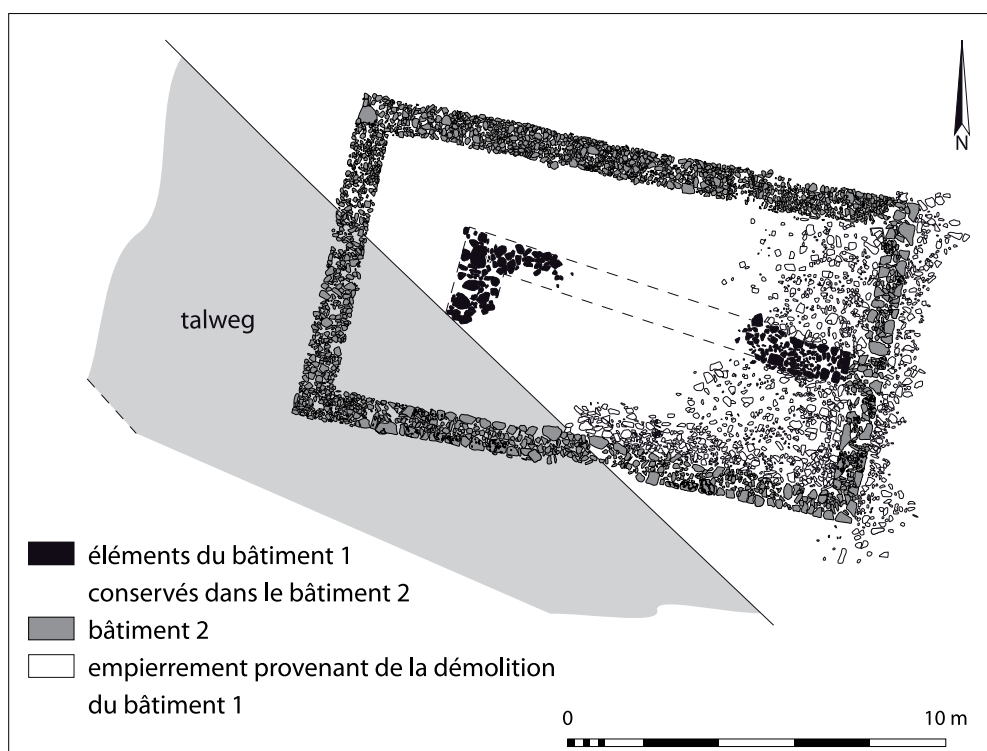 N
talweg
éléments du bâtiment 1
conservés dans le bâtiment 2
bâtiment 2
empierrement provenant de la démolition
du bâtiment 1
0 10 m